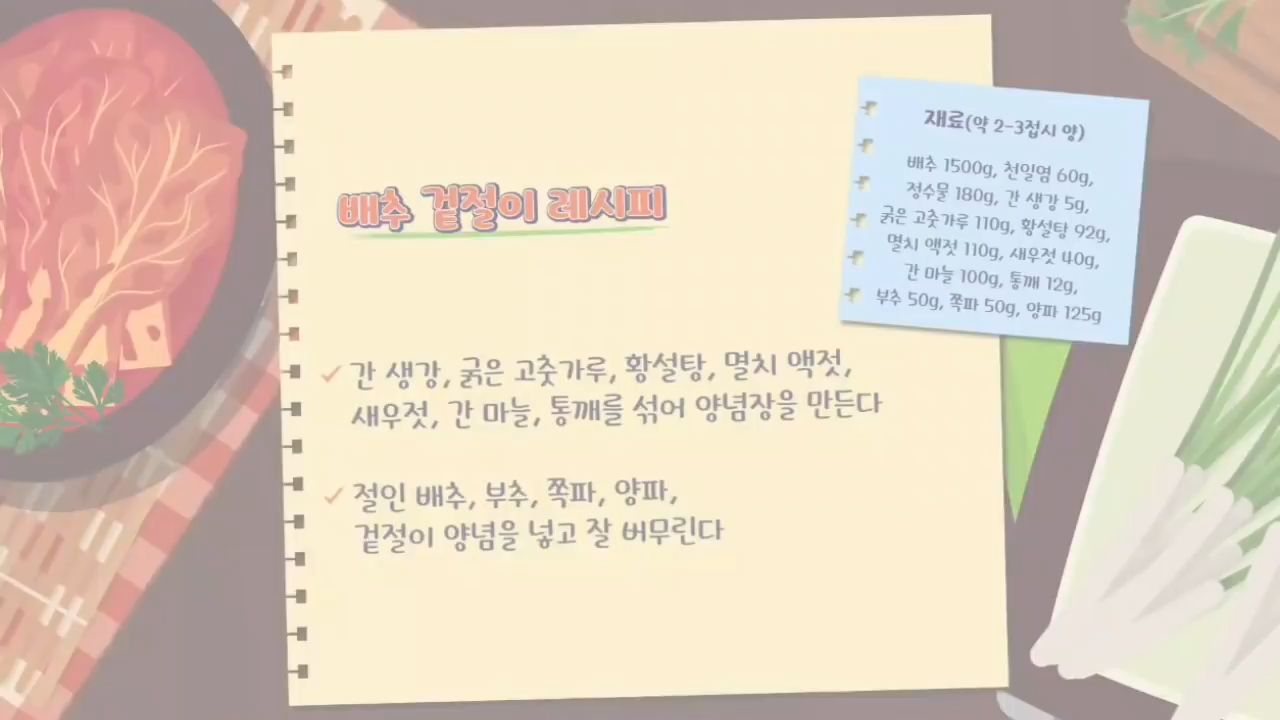 배추 겉절이 레시피
재료(약 2-3접시 양)
배추 1500g, 천일염 60g,
정수물 180g, 간 생강 5g,
굵은 고춧가루 110g, 황설탕 92g,
멸치 액젓 110g, 새우젓 40g,
간 마늘 100g, 통깨 12g,
부추 50g, 쪽파 50g, 양파 125g
간 생강, 굵은 고춧가루, 황설탕, 멸치 액젓,
새우젓, 간 마늘, 통깨를 섞어 양념장을 만든다
절인 배추, 부추, 쪽파, 양파,
겉절이 양념을 넣고 잘 버무린다